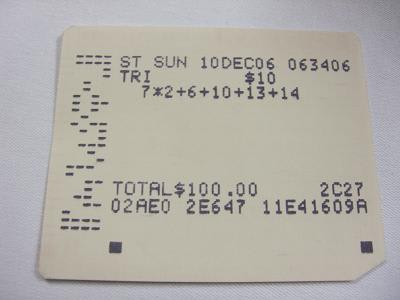 ST SUN 10DEC06 063406
TRI $10
7*2+6+10+13+14
TOTAL$100.00 2C27
02AE0 2E647 11E41609A